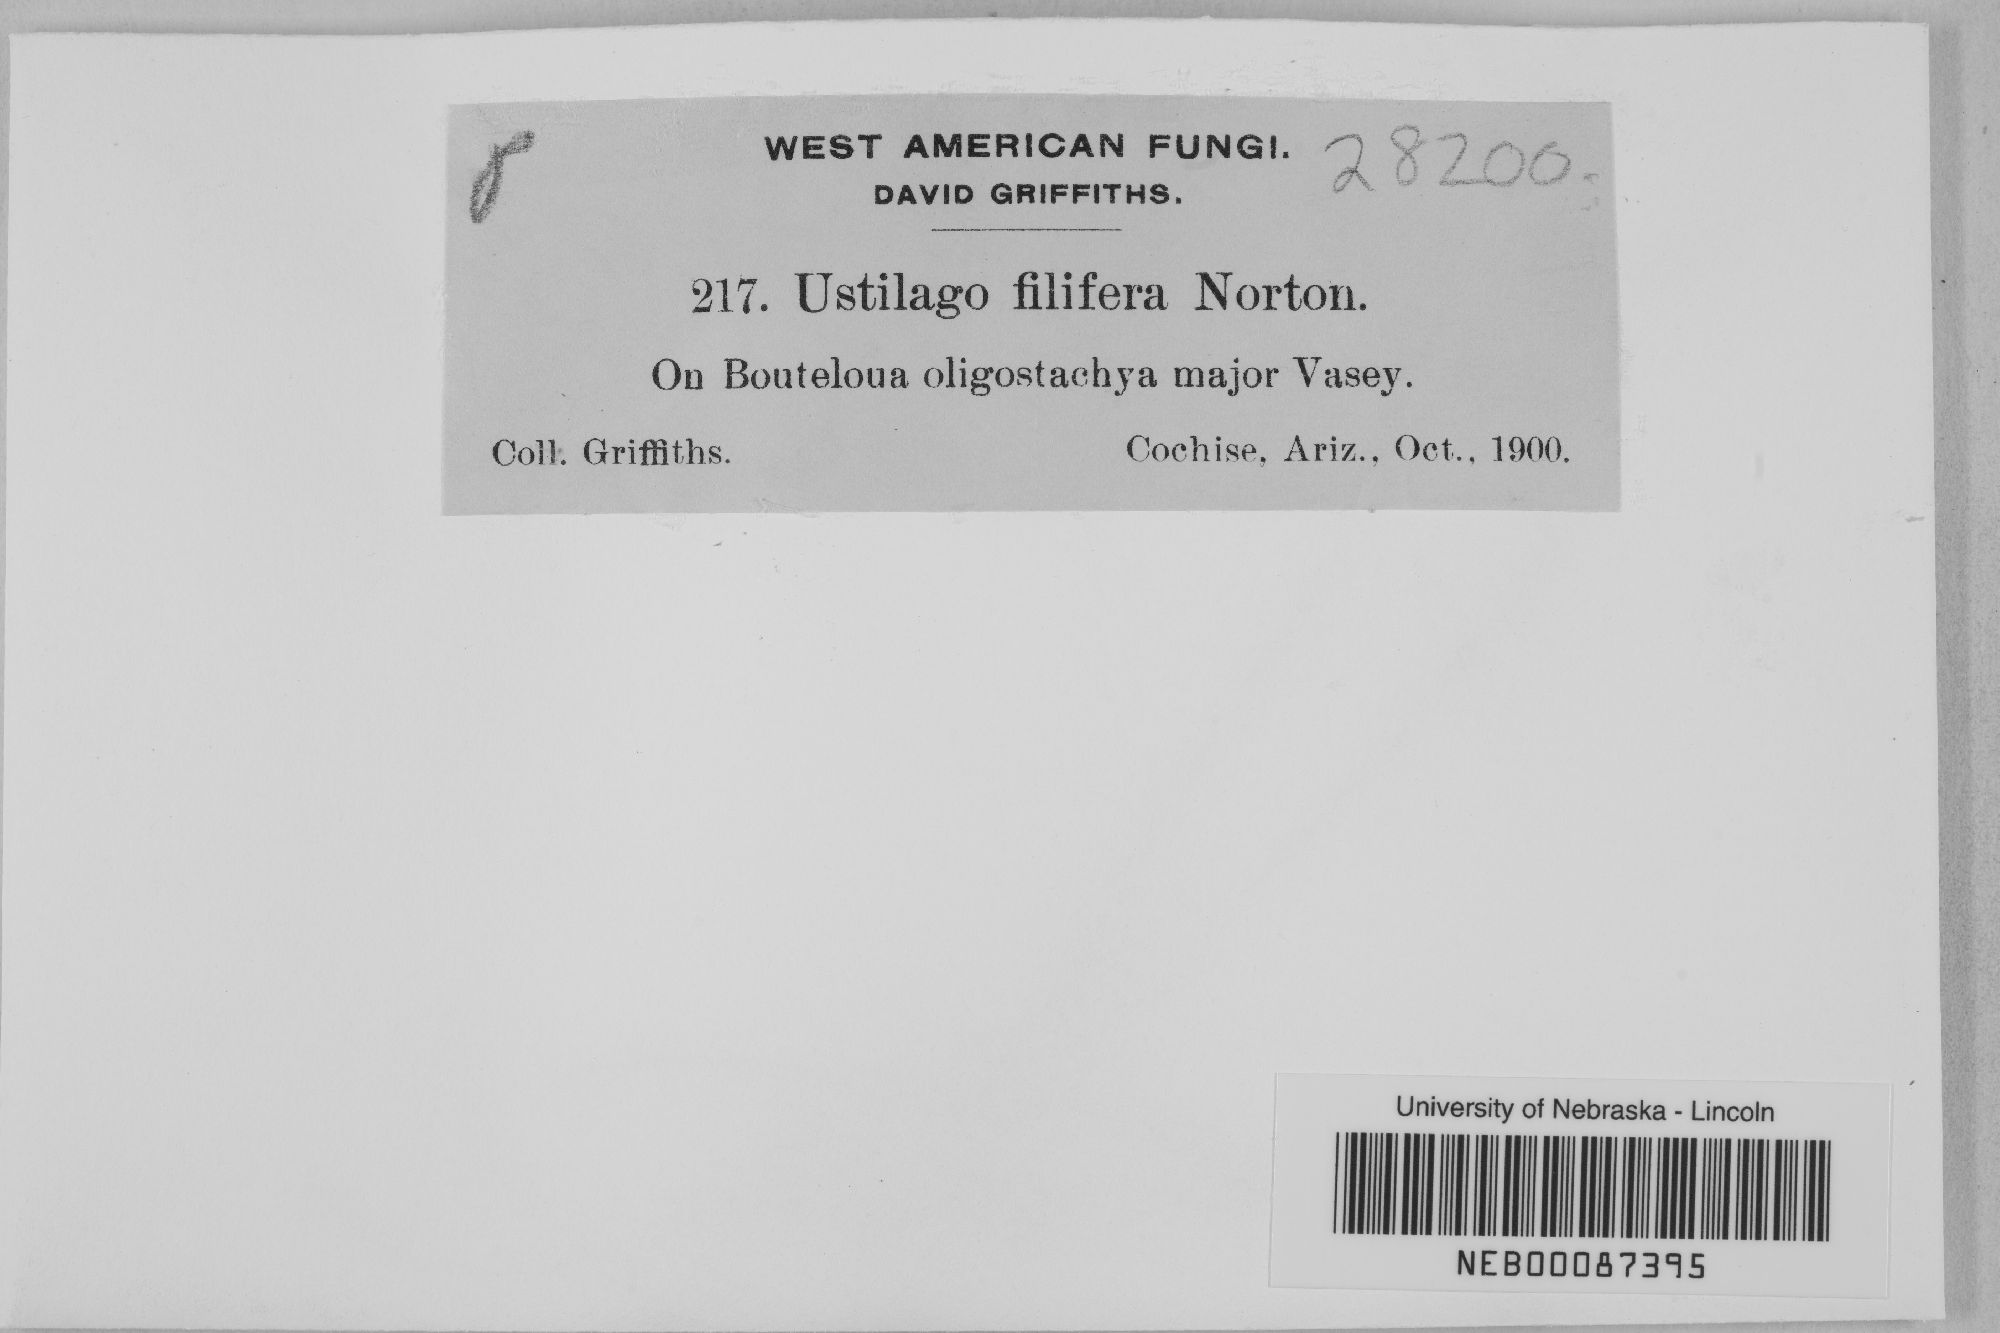 WEST AMERICAN FUNGI. 28200.
DAVID GRIFFITHS.
217. Ustilago filifera Norton.
On Bouteloua oligostachya major Vasey.
Coll. Griffiths. Cochise, Ariz., Oct., 1900.
University of Nebraska - Lincoln
NEB00087395